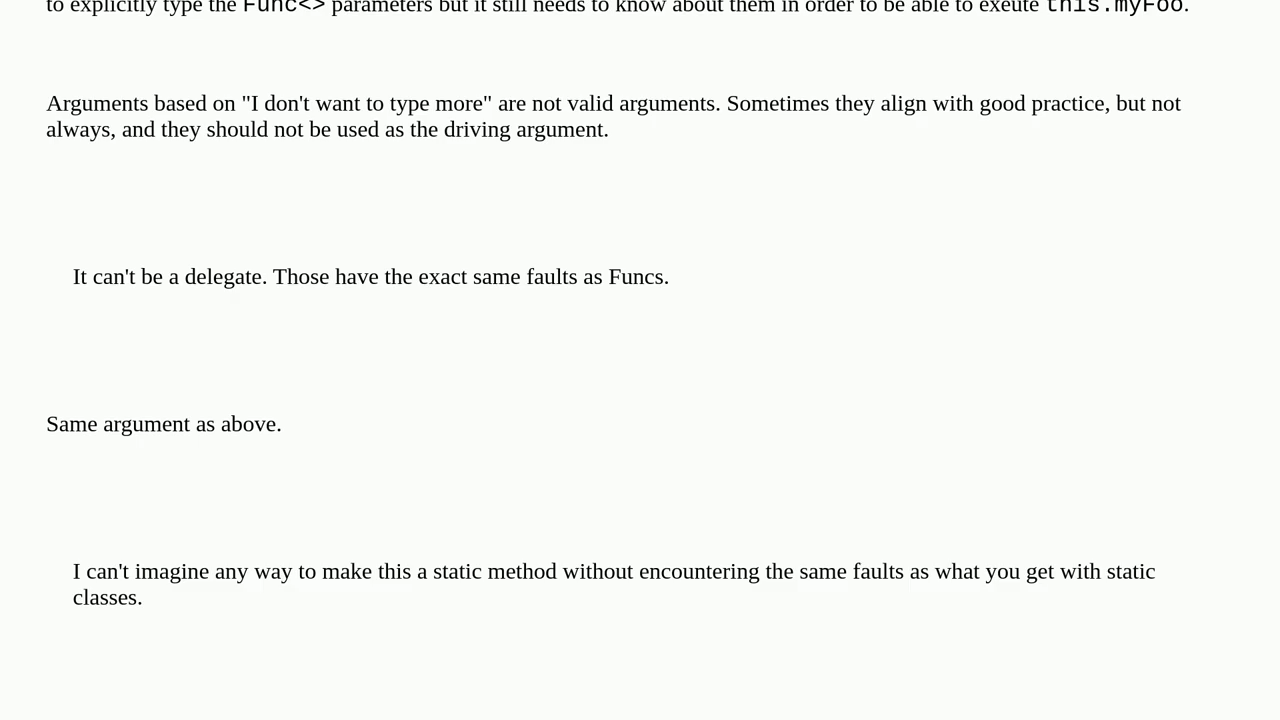 to explicitly type the Func<> parameters but it still needs to know about them in order to be able to exeute this.myFoo.
Arguments based on "I don't want to type more" are not valid arguments. Sometimes they align with good practice, but not
always, and they should not be used as the driving argument.
It can't be a delegate. Those have the exact same faults as Funcs.
Same argument as above.
I can't imagine any way to make this a static method without encountering the same faults as what you get with static
classes.